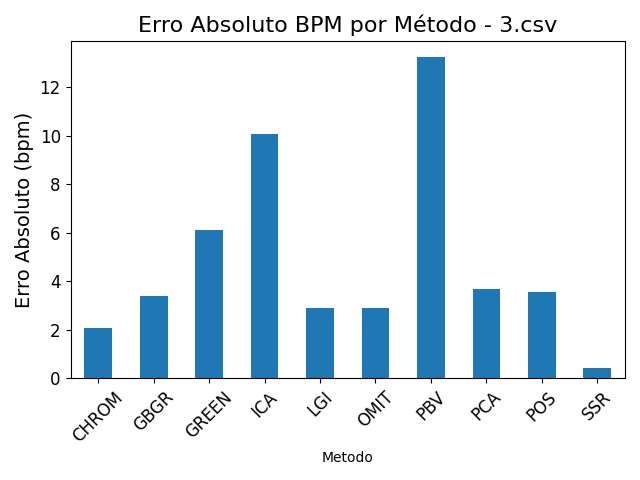 Erro Absoluto BPM por Método - 3.csv
Erro Absoluto (bpm)
12
10
8
6
4
2
0
CHROM
GBGR
GREEN
ICA
LGI
OMIT
PBV
PCA
POS
SSR
Metodo